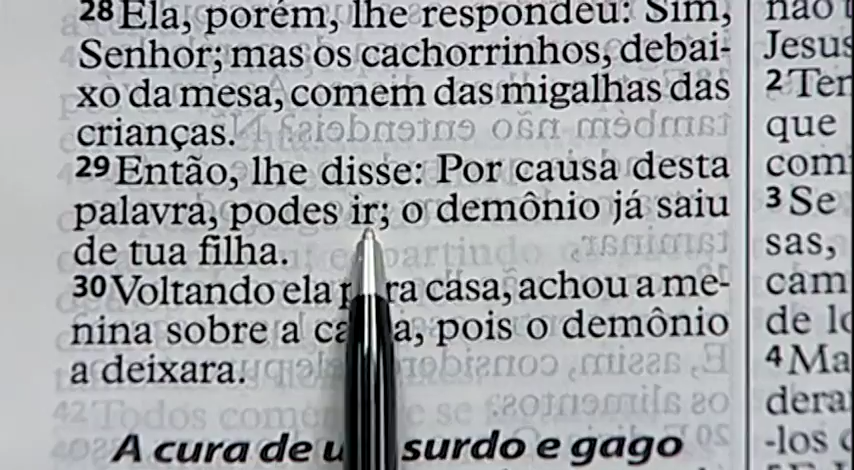 28 Ela, porém, lhe respondeu: Sim,
Senhor; mas os cachorrinhos, debai-
xo da mesa, comem das migalhas das
crianças.
29 Então, lhe disse: Por causa desta
palavra, podes ir; o demônio já saiu
de tua filha.
30 Voltando ela para casa, achou a me-
nina sobre a cama, pois o demônio
a deixara.
A cura de um surdo e gago
não
Jesus
2 Ter
que
com
3 Se
sas,
cam
de
4 Ma
dera
-los